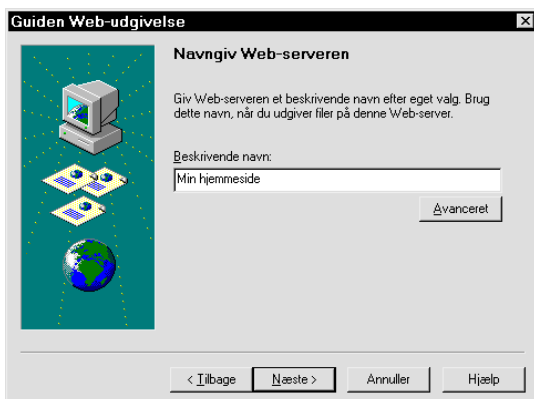 Guiden Web-udgivelse
Navngiv Web-serveren
Giv Web-serveren et beskrivende navn efter eget valg. Brug
dette navn, når du udgiver filer på denne Web-server.
Beskrivende navn:
Min hjemmeside
Avanceret
< Tilbage
Næste >
Annuller
Hjælp